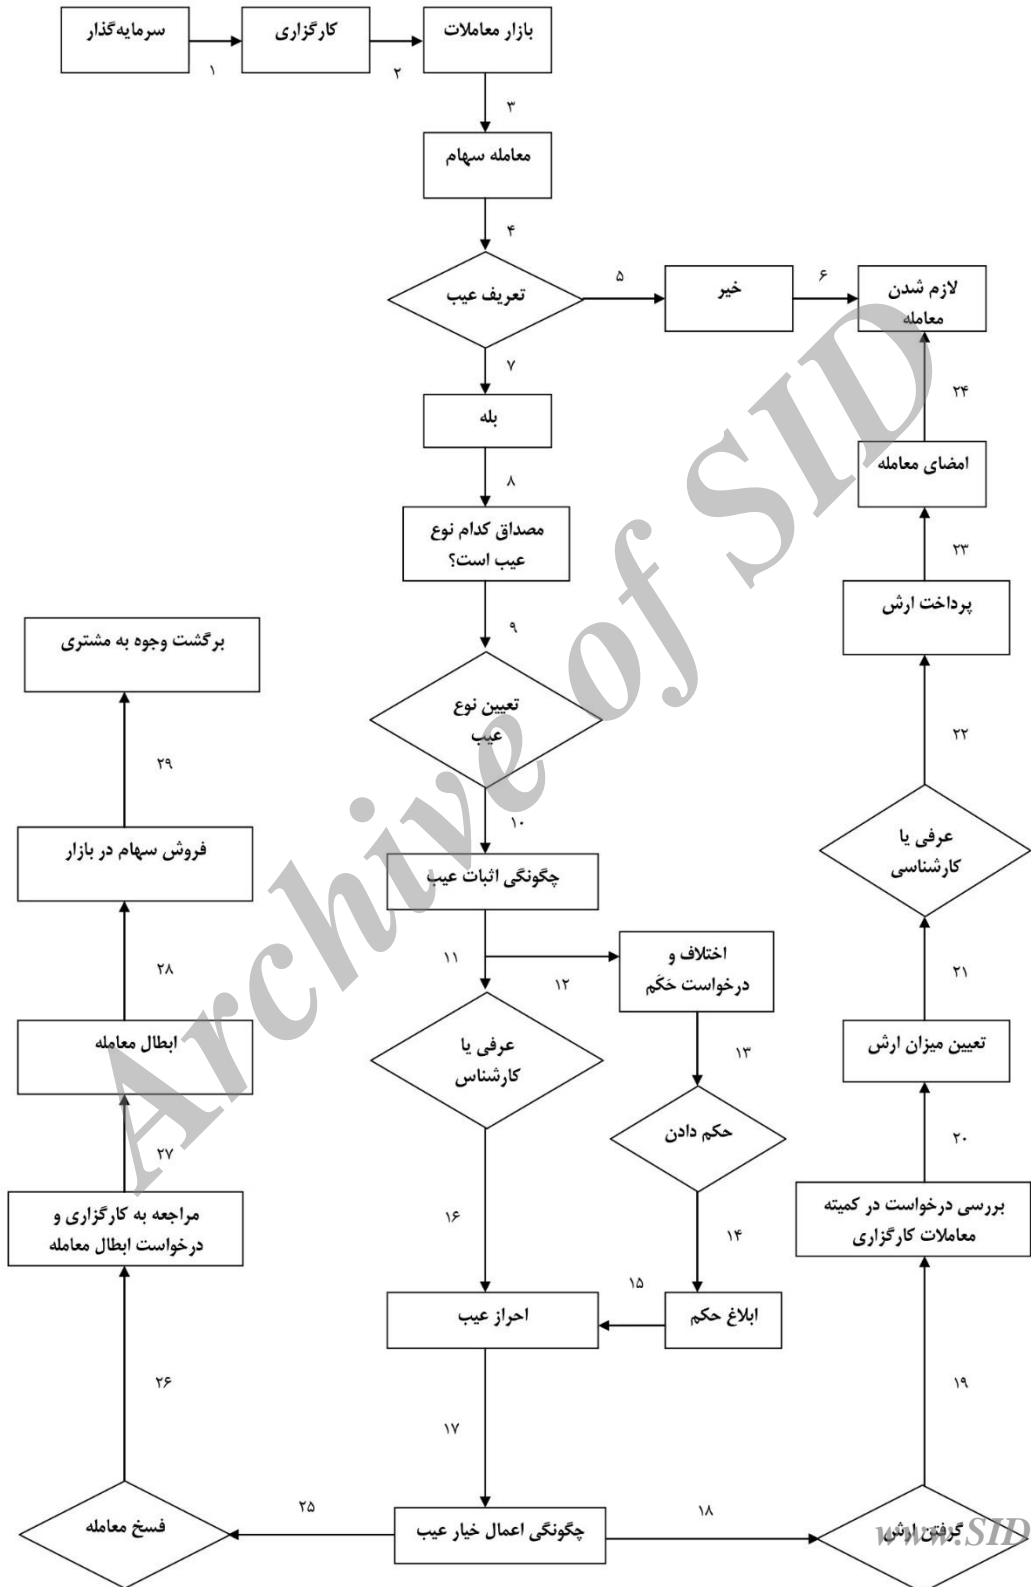 سرمایه‌گذار
۱
کارگزاری
۲
بازار معاملات
۳
معامله سهام
۴
تعریف عیب
۵
خیر
۶
لازم شدن
معامله
۷
بله
۸
مصداق کدام نوع
عیب است؟
۹
تعیین نوع
عیب
۱۰
چگونگی اثبات عیب
۱۱
۱۲
اختلاف و
درخواست حَکَم
۱۳
حکم دادن
۱۴
ابلاغ حکم
۱۵
عرفی یا
کارشناس
۱۶
احراز عیب
۱۷
چگونگی اعمال خیار عیب
۱۸
گرفتن ارش
۱۹
بررسی درخواست در کمیته
معاملات کارگزاری
۲۰
تعیین میزان ارش
۲۱
عرفی یا
کارشناسی
۲۲
پرداخت ارش
۲۳
امضای معامله
۲۴
۲۵
فسخ معامله
۲۶
مراجعه به کارگزاری و
درخواست ابطال معامله
۲۷
ابطال معامله
۲۸
فروش سهام در بازار
۲۹
برگشت وجوه به مشتری
Archive of SID
www.SID